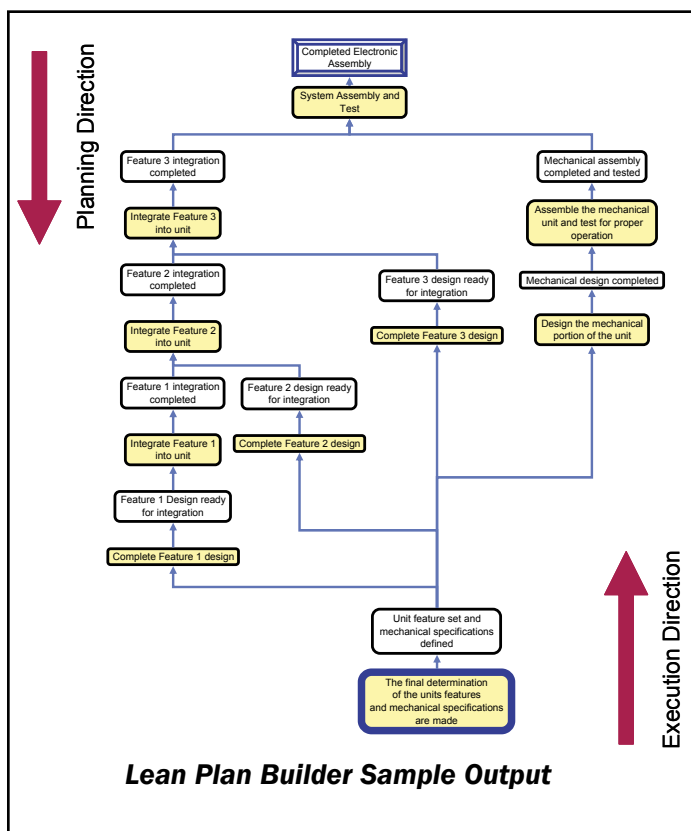 Planning Direction
Completed Electronic
Assembly
System Assembly and
Test
Feature 3 integration
completed
Mechanical assembly
completed and tested
Integrate Feature 3
into unit
Assemble the mechanical
unit and test for proper
operation
Feature 2 integration
completed
Feature 3 design ready
for integration
Mechanical design completed
Integrate Feature 2
into unit
Complete Feature 3 design
Design the mechanical
portion of the unit
Feature 1 integration
completed
Feature 2 design ready
for integration
Integrate Feature 1
into unit
Complete Feature 2 design
Feature 1 Design ready
for integration
Complete Feature 1 design
Unit feature set and
mechanical specifications
defined
The final determination
of the units features
and mechanical specifications
are made
Execution Direction
Lean Plan Builder Sample Output